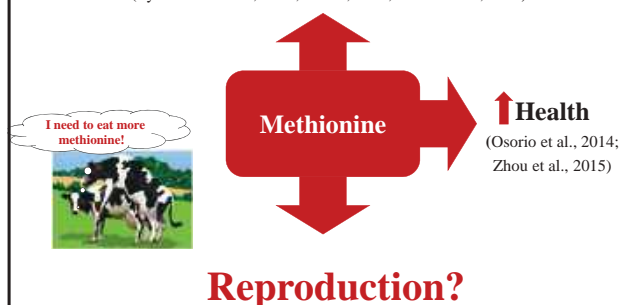 I need to eat more
methionine!
Methionine
Health
(Osorio et al., 2014;
Zhou et al., 2015)
Reproduction?